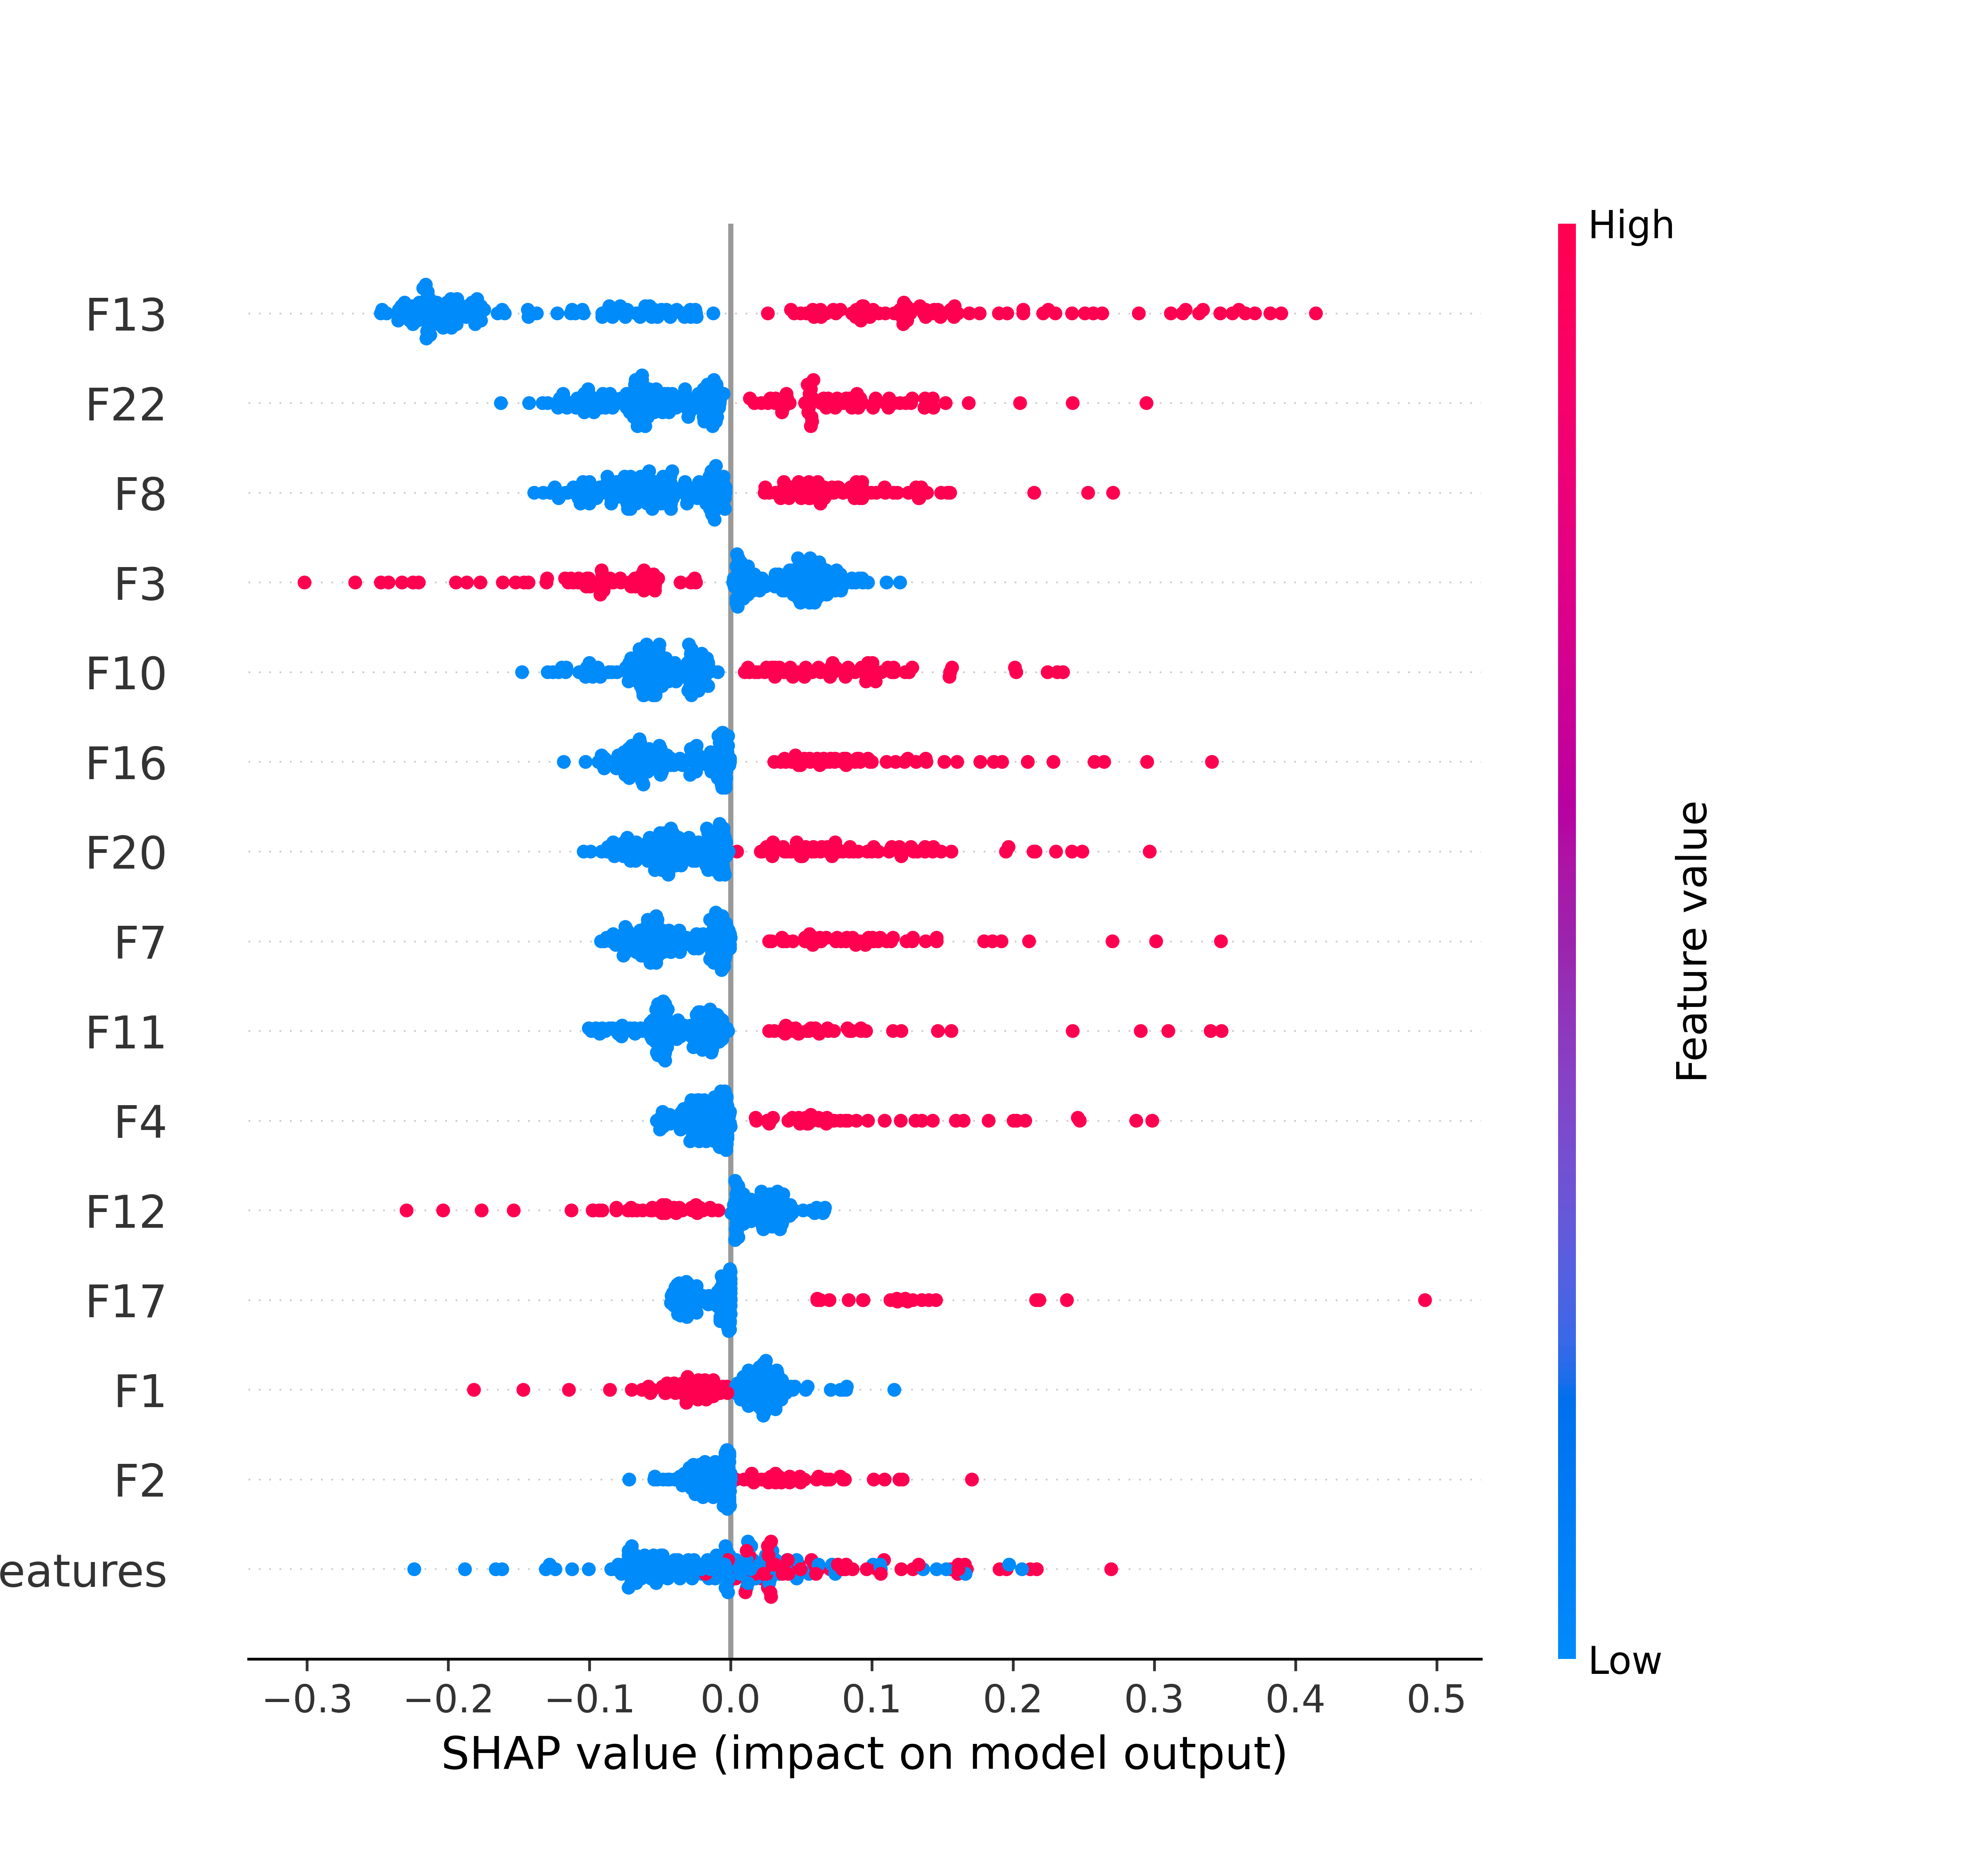 High
F13
F22
F8
F3
F10
F16
F20
F7
F11
F4
F12
F17
F1
F2
eatures
Feature value
Low
−0.3 −0.2 −0.1 0.0 0.1 0.2 0.3 0.4 0.5
SHAP value (impact on model output)